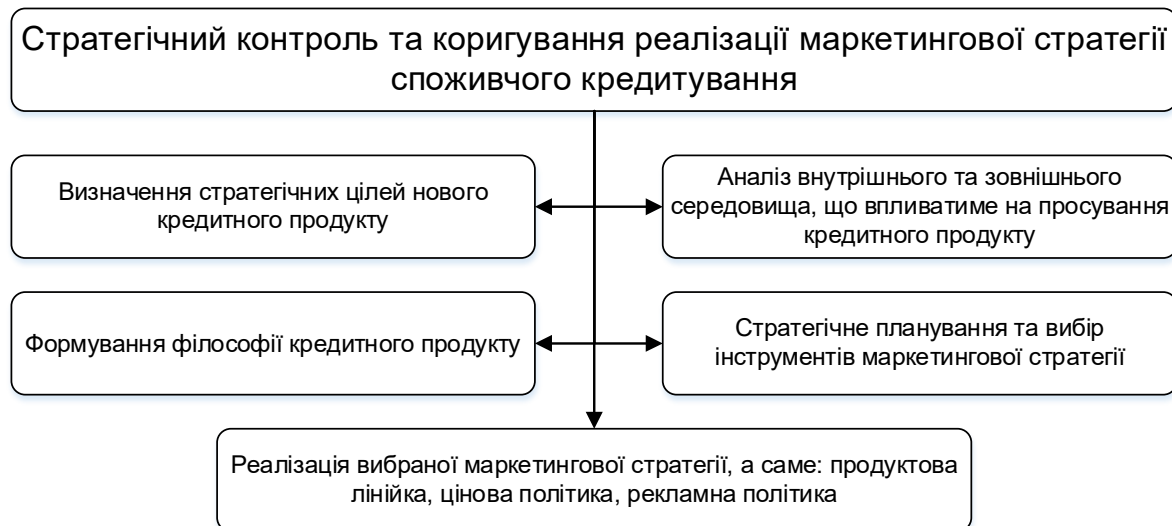 Стратегічний контроль та коригування реалізації маркетингової стратегії
споживчого кредитування
Визначення стратегічних цілей нового
кредитного продукту
Аналіз внутрішнього та зовнішнього
середовища, що впливатиме на просування
кредитного продукту
Формування філософії кредитного продукту
Стратегічне планування та вибір
інструментів маркетингової стратегії
Реалізація вибраної маркетингової стратегії, а саме: продуктова
лінійка, цінова політика, рекламна політика